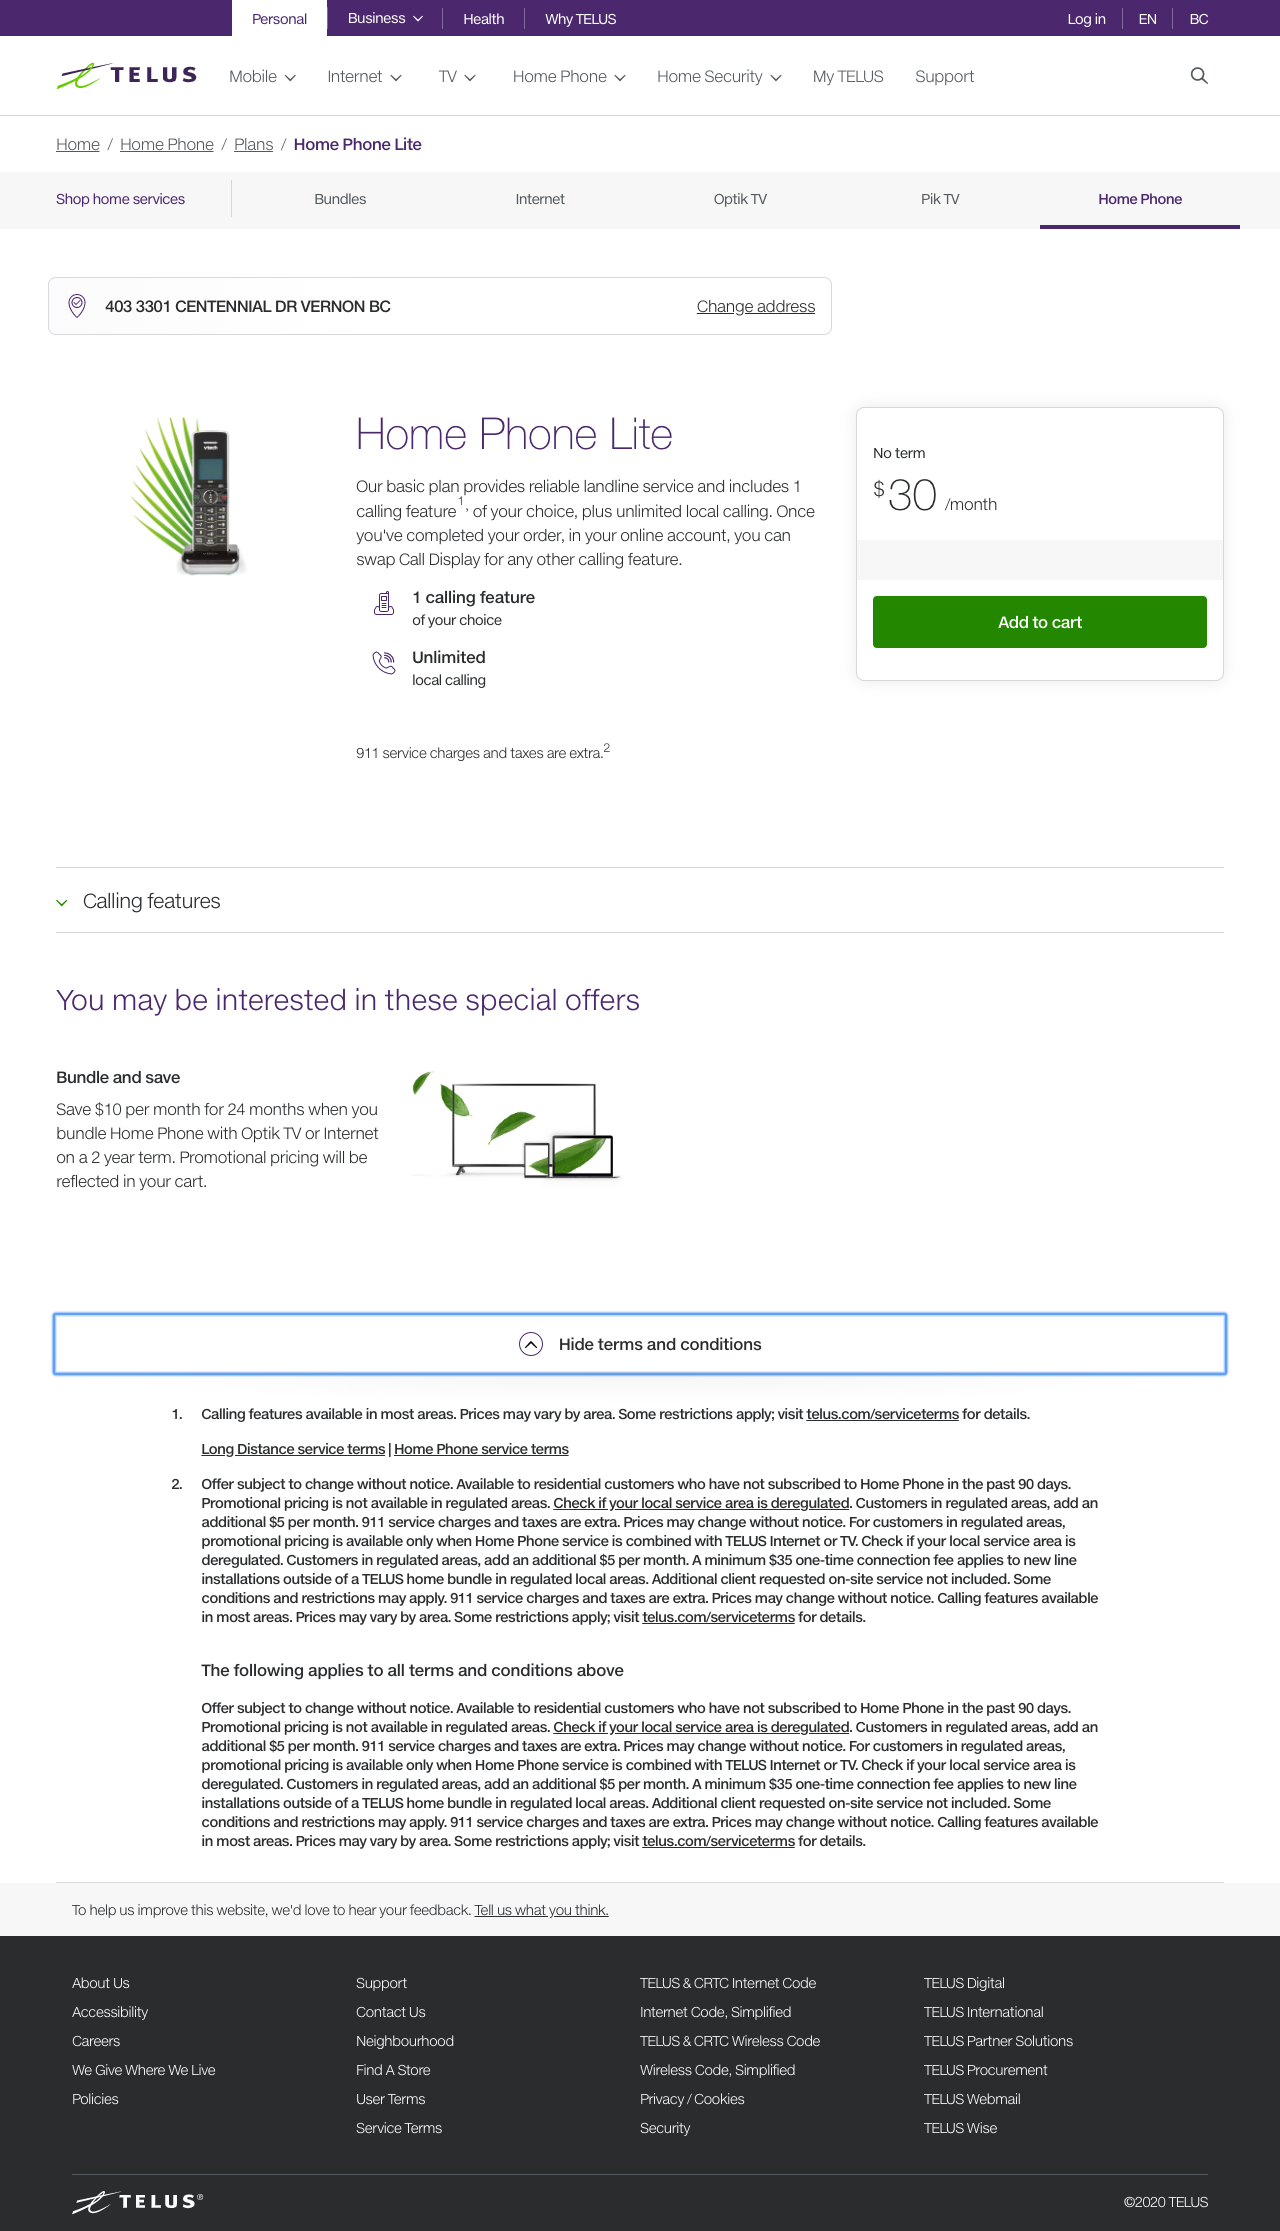 Personal Business Health Why TELUS Log in EN BC
TELUS Mobile Internet TV Home Phone Home Security My TELUS Support
Home / Home Phone / Plans / Home Phone Lite
Shop home services Bundles Internet Optik TV Pik TV Home Phone
403 3301 CENTENNIAL DR VERNON BC Change address
vtech
Home Phone Lite
Our basic plan provides reliable landline service and includes 1
calling feature1, of your choice, plus unlimited local calling. Once
you've completed your order, in your online account, you can
swap Call Display for any other calling feature.
1 calling feature
of your choice
Unlimited
local calling
911 service charges and taxes are extra.2
No term
$30 /month
Add to cart
Calling features
You may be interested in these special offers
Bundle and save
Save $10 per month for 24 months when you
bundle Home Phone with Optik TV or Internet
on a 2 year term. Promotional pricing will be
reflected in your cart.
Hide terms and conditions
1. Calling features available in most areas. Prices may vary by area. Some restrictions apply; visit telus.com/serviceterms for details.
Long Distance service terms | Home Phone service terms
2. Offer subject to change without notice. Available to residential customers who have not subscribed to Home Phone in the past 90 days.
Promotional pricing is not available in regulated areas. Check if your local service area is deregulated. Customers in regulated areas, add an
additional $5 per month. 911 service charges and taxes are extra. Prices may change without notice. For customers in regulated areas,
promotional pricing is available only when Home Phone service is combined with TELUS Internet or TV. Check if your local service area is
deregulated. Customers in regulated areas, add an additional $5 per month. A minimum $35 one-time connection fee applies to new line
installations outside of a TELUS home bundle in regulated local areas. Additional client requested on-site service not included. Some
conditions and restrictions may apply. 911 service charges and taxes are extra. Prices may change without notice. Calling features available
in most areas. Prices may vary by area. Some restrictions apply; visit telus.com/serviceterms for details.
The following applies to all terms and conditions above
Offer subject to change without notice. Available to residential customers who have not subscribed to Home Phone in the past 90 days.
Promotional pricing is not available in regulated areas. Check if your local service area is deregulated. Customers in regulated areas, add an
additional $5 per month. 911 service charges and taxes are extra. Prices may change without notice. For customers in regulated areas,
promotional pricing is available only when Home Phone service is combined with TELUS Internet or TV. Check if your local service area is
deregulated. Customers in regulated areas, add an additional $5 per month. A minimum $35 one-time connection fee applies to new line
installations outside of a TELUS home bundle in regulated local areas. Additional client requested on-site service not included. Some
conditions and restrictions may apply. 911 service charges and taxes are extra. Prices may change without notice. Calling features available
in most areas. Prices may vary by area. Some restrictions apply; visit telus.com/serviceterms for details.
To help us improve this website, we'd love to hear your feedback. Tell us what you think.
About Us
Accessibility
Careers
We Give Where We Live
Policies
Support
Contact Us
Neighbourhood
Find A Store
User Terms
Service Terms
TELUS & CRTC Internet Code
Internet Code, Simplified
TELUS & CRTC Wireless Code
Wireless Code, Simplified
Privacy / Cookies
Security
TELUS Digital
TELUS International
TELUS Partner Solutions
TELUS Procurement
TELUS Webmail
TELUS Wise
TELUS® ©2020 TELUS